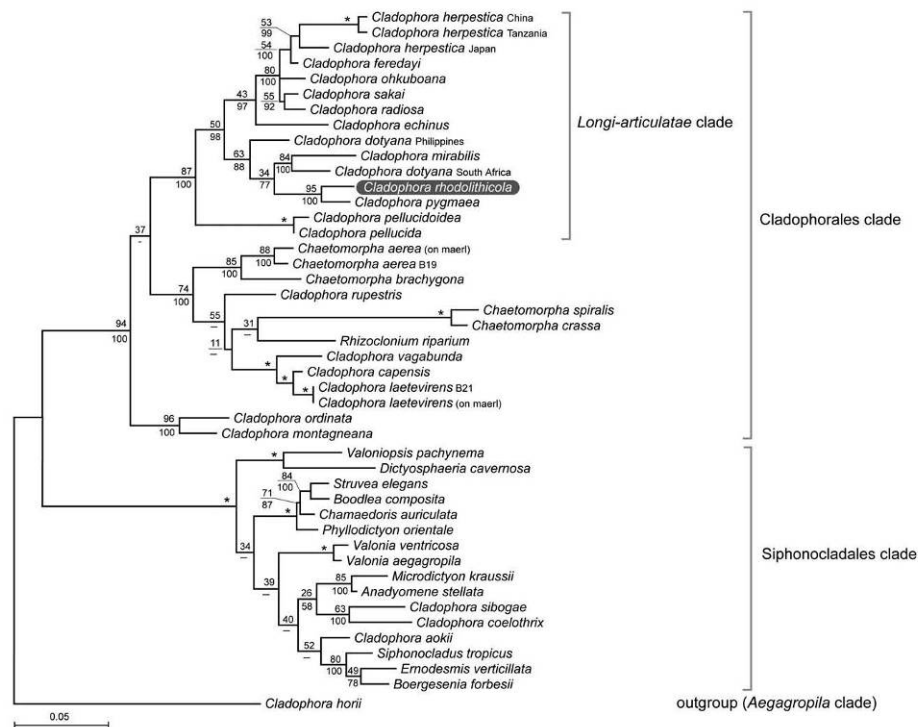 53
99
*
Cladophora herpestica China
Cladophora herpestica Tanzania
54
100
Cladophora herpestica Japan
Cladophora feredayi
80
100
Cladophora ohkuboana
43
97
55
92
Cladophora sakai
Cladophora radiosa
Cladophora echinus
50
98
Cladophora dotyana Philippines
63
88
84
100
Cladophora mirabilis
Cladophora dotyana South Africa
34
77
95
100
Cladophora rhodolithicola
Cladophora pygmaea
87
100
*
Cladophora pellucidoidea
Cladophora pellucida
Longi-articulatae clade
37
–
88
100
Chaetomorpha aerea (on maerl)
Chaetomorpha aerea B19
85
100
Chaetomorpha brachygona
74
100
Cladophora rupestris
55
–
*
Chaetomorpha spiralis
Chaetomorpha crassa
31
–
11
–
Rhizoclonium riparium
*
Cladophora vagabunda
*
Cladophora capensis
*
Cladophora laetevirens B21
Cladophora laetevirens (on maerl)
94
100
96
100
Cladophora ordinata
Cladophora montagneana
Cladophorales clade
*
Valoniopsis pachynema
Dictyosphaeria cavernosa
*
84
100
Struvea elegans
Boodlea composita
71
87
*
Chamaedoris auriculata
Phyllodictyon orientale
34
–
*
Valonia ventricosa
Valonia aegagropila
39
–
85
100
Microdictyon kraussii
Anadyomene stellata
26
58
63
100
Cladophora sibogae
Cladophora coelothrix
40
–
Cladophora aokii
52
–
80
100
Siphonocladus tropicus
49
78
Ernodesmis verticillata
Boergesenia forbesii
Siphonocladales clade
Cladophora horii
outgroup (Aegagropila clade)
0.05